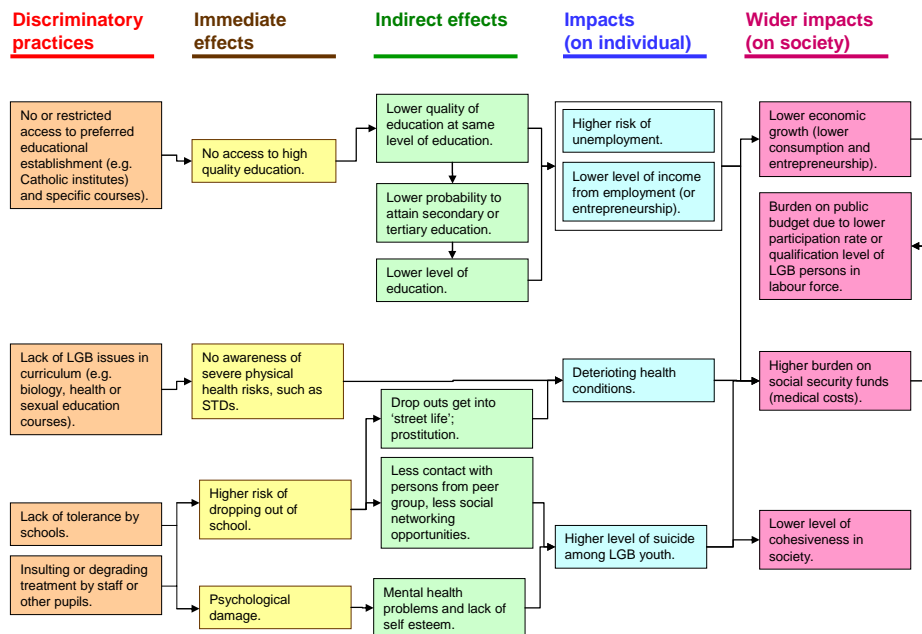 Discriminatory
practices
Immediate
effects
Indirect effects
Impacts
(on individual)
Wider impacts
(on society)
No or restricted
access to preferred
educational
establishment (e.g.
Catholic institutes)
and specific courses).
No access to high
quality education.
Lower quality of
education at same
level of education.
Lower probability to
attain secondary or
tertiary education.
Lower level of
education.
Higher risk of
unemployment.
Lower level of income
from employment (or
entrepreneurship).
Lower economic
growth (lower
consumption and
entrepreneurship).
Burden on public
budget due to lower
participation rate or
qualification level of
LGB persons in
labour force.
Lack of LGB issues in
curriculum (e.g.
biology, health or
sexual education
courses).
No awareness of
severe physical
health risks, such as
STDs.
Drop outs get into
‘street life’;
prostitution.
Deterioting health
conditions.
Higher burden on
social security funds
(medical costs).
Lack of tolerance by
schools.
Insulting or degrading
treatment by staff or
other pupils.
Higher risk of
dropping out of
school.
Psychological
damage.
Less contact with
persons from peer
group, less social
networking
opportunities.
Mental health
problems and lack of
self esteem.
Higher level of suicide
among LGB youth.
Lower level of
cohesiveness in
society.